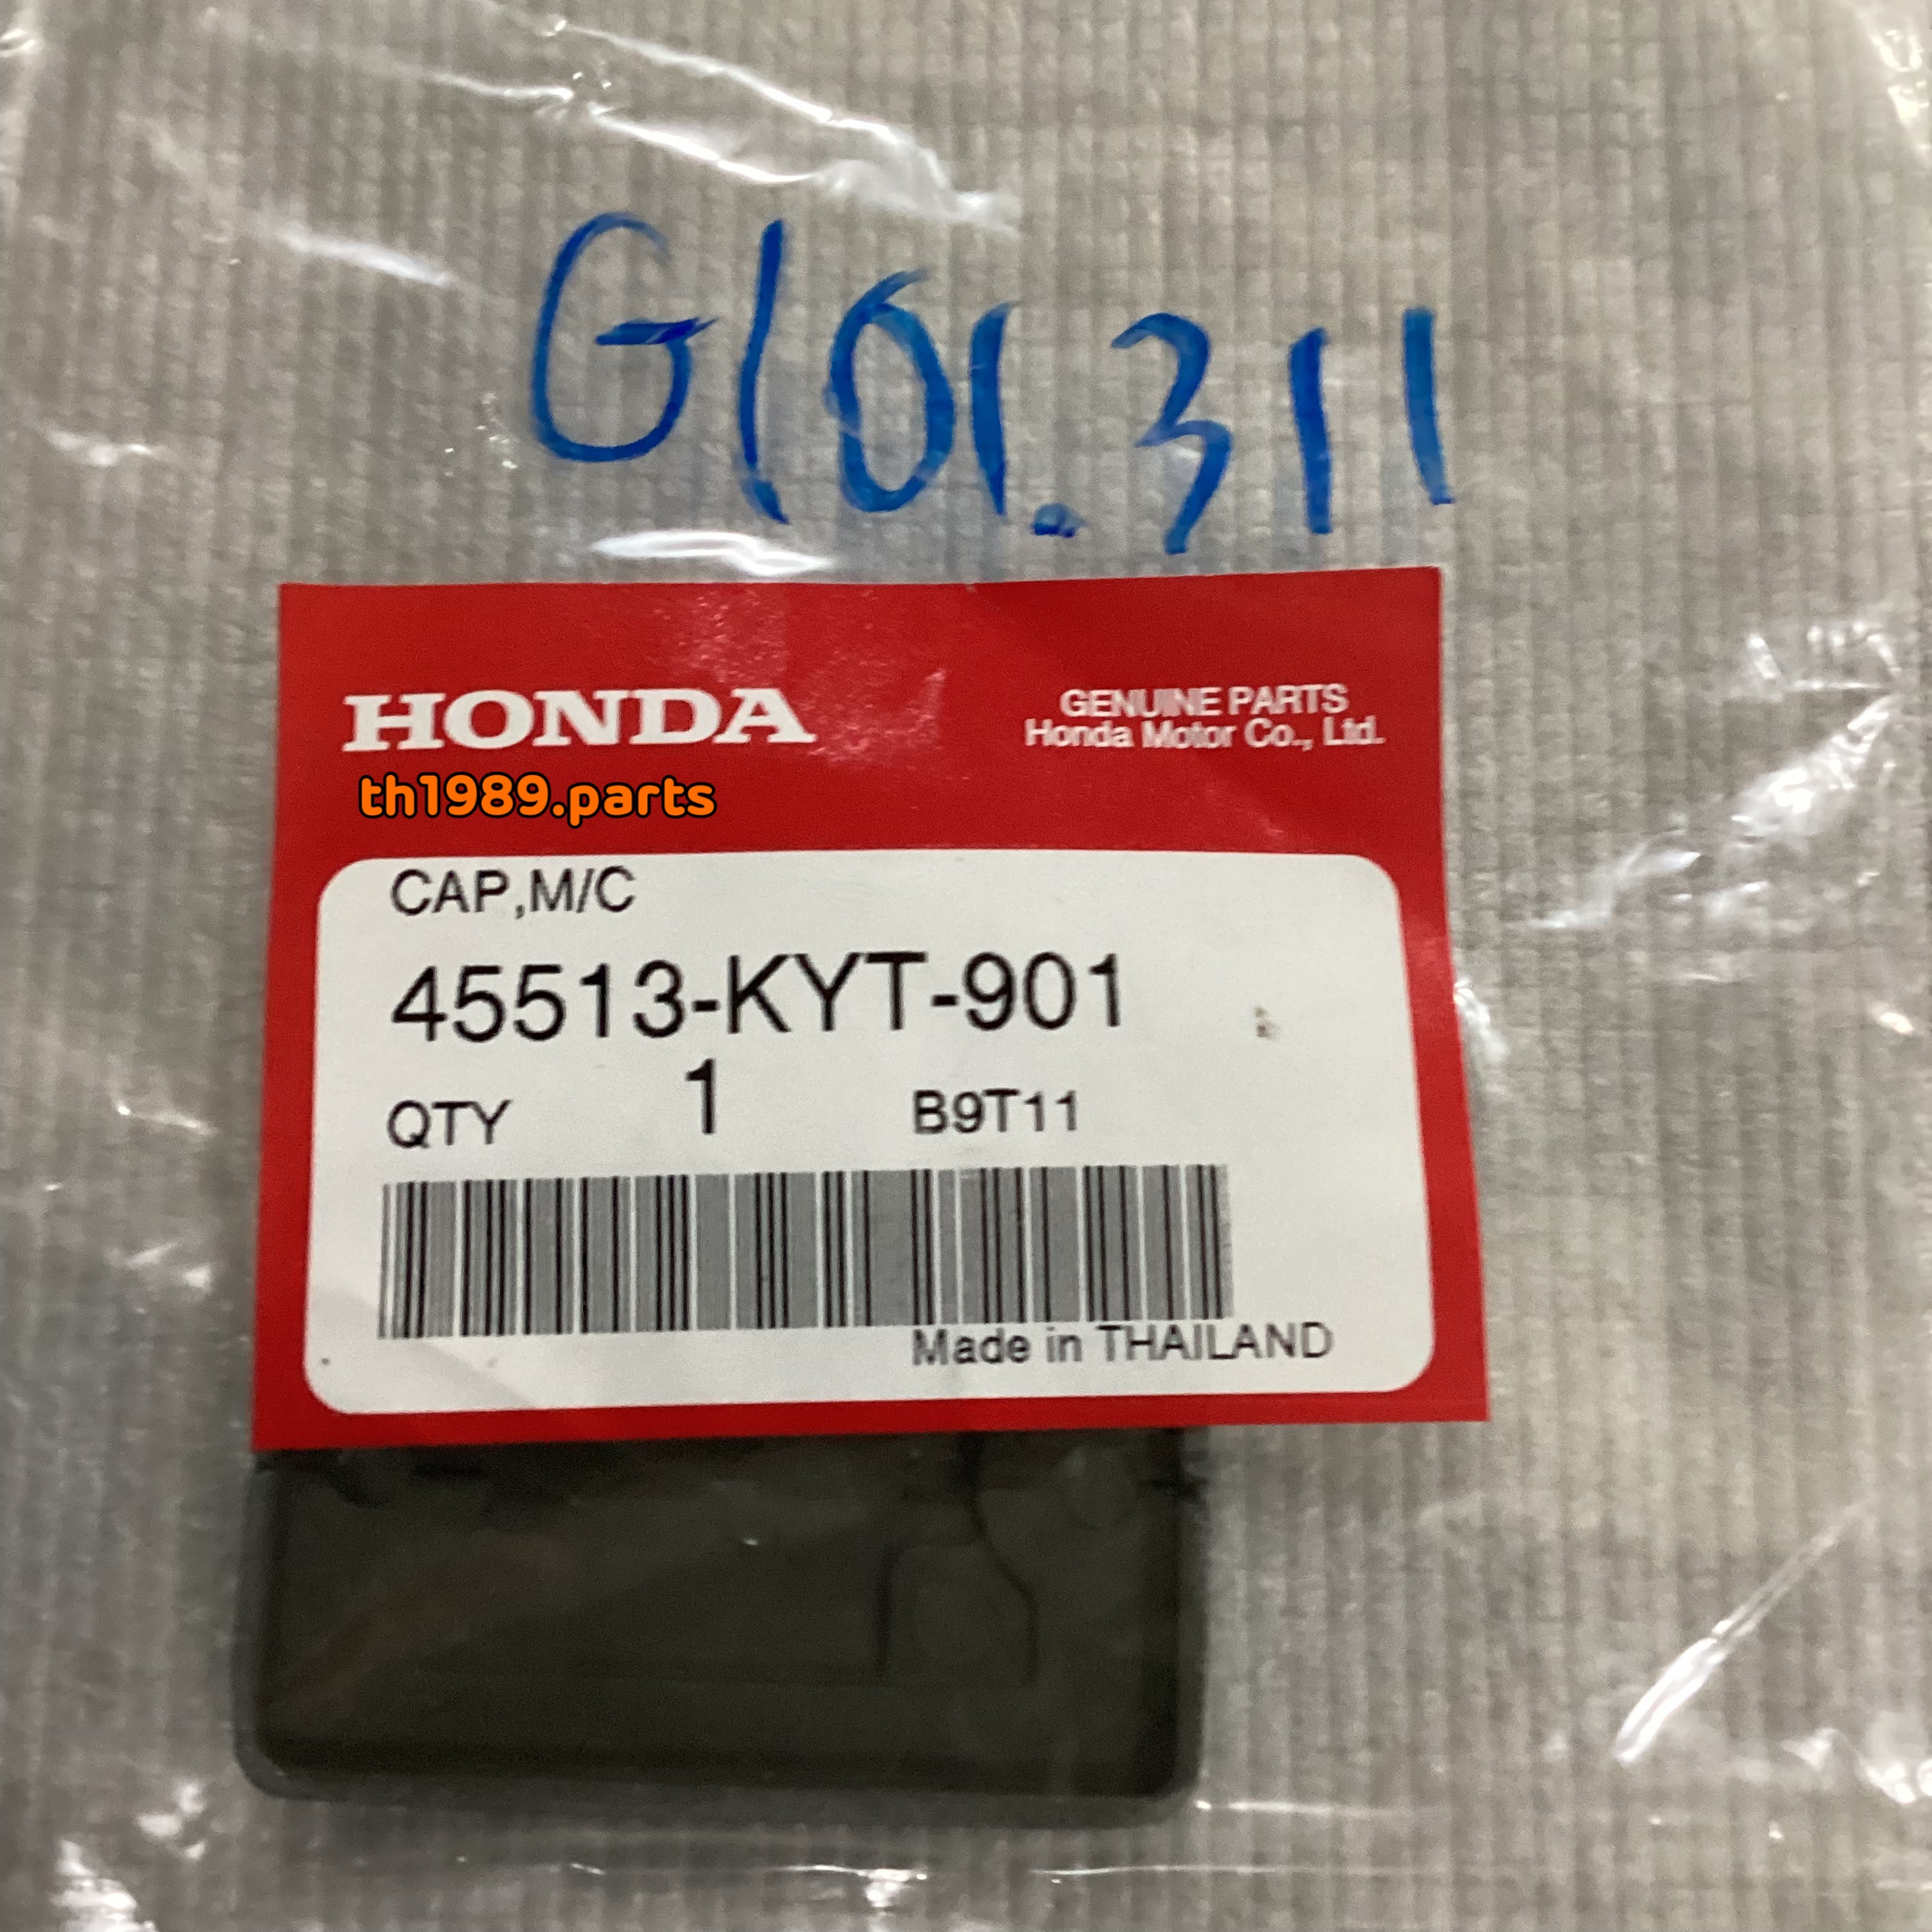 G101.311
HONDA
GENUINE PARTS
Honda Motor Co., Ltd.
th1989.parts
CAP,M/C
45513-KYT-901
QTY 1 B9T11
Made in THAILAND